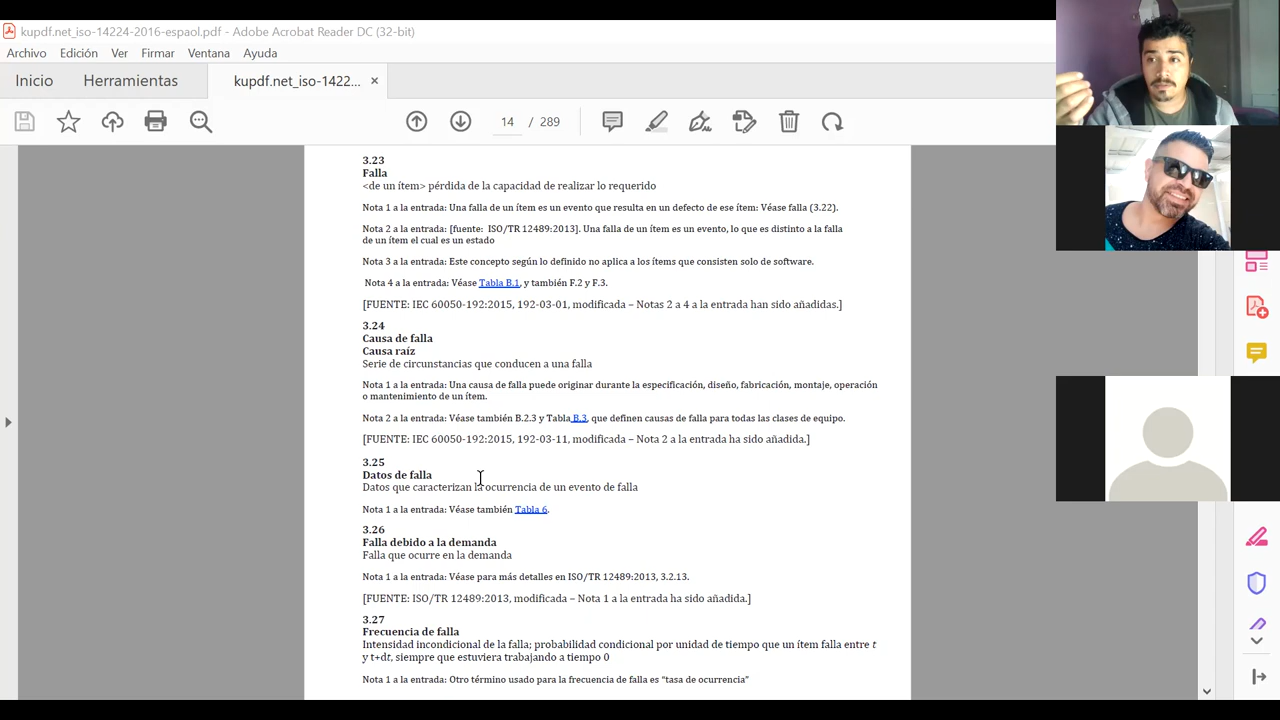 kupdf.net_iso-14224-2016-espaol.pdf - Adobe Acrobat Reader DC (32-bit)
Archivo Edición Ver Firmar Ventana Ayuda
Inicio Herramientas kupdf.net_iso-1422... ×
14 / 289
3.23
Falla
<de un ítem> pérdida de la capacidad de realizar lo requerido
Nota 1 a la entrada: Una falla de un ítem es un evento que resulta en un defecto de ese ítem: Véase falla (3.22).
Nota 2 a la entrada: [fuente: ISO/TR 12489:2013]. Una falla de un ítem es un evento, lo que es distinto a la falla
de un ítem el cual es un estado
Nota 3 a la entrada: Este concepto según lo definido no aplica a los ítems que consisten solo de software.
Nota 4 a la entrada: Véase Tabla B.1, y también F.2 y F.3.
[FUENTE: IEC 60050-192:2015, 192-03-01, modificada – Notas 2 a 4 a la entrada han sido añadidas.]
3.24
Causa de falla
Causa raíz
Serie de circunstancias que conducen a una falla
Nota 1 a la entrada: Una causa de falla puede originar durante la especificación, diseño, fabricación, montaje, operación
o mantenimiento de un ítem.
Nota 2 a la entrada: Véase también B.2.3 y Tabla B.3, que definen causas de falla para todas las clases de equipo.
[FUENTE: IEC 60050-192:2015, 192-03-11, modificada – Nota 2 a la entrada ha sido añadida.]
3.25
Datos de falla
Datos que caracterizan la ocurrencia de un evento de falla
Nota 1 a la entrada: Véase también Tabla 6.
3.26
Falla debido a la demanda
Falla que ocurre en la demanda
Nota 1 a la entrada: Véase para más detalles en ISO/TR 12489:2013, 3.2.13.
[FUENTE: ISO/TR 12489:2013, modificada – Nota 1 a la entrada ha sido añadida.]
3.27
Frecuencia de falla
Intensidad incondicional de la falla; probabilidad condicional por unidad de tiempo que un ítem falla entre t
y t+dt, siempre que estuviera trabajando a tiempo 0
Nota 1 a la entrada: Otro término usado para la frecuencia de falla es “tasa de ocurrencia”